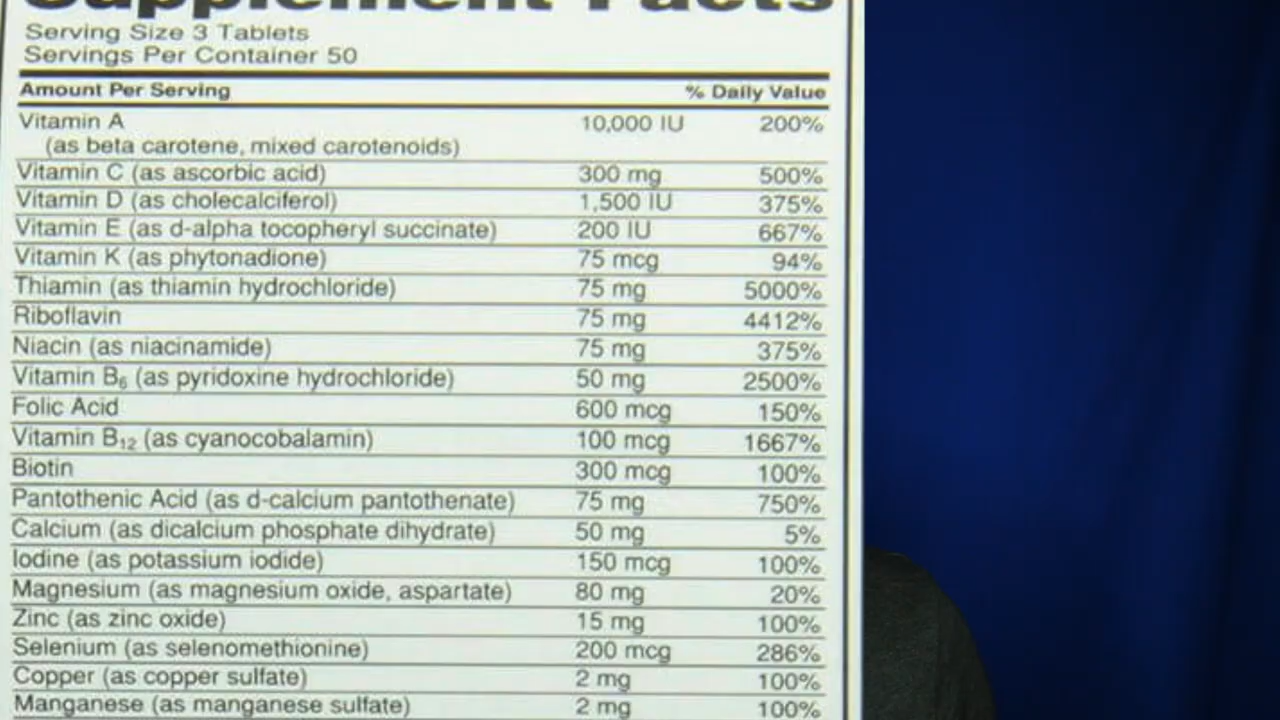 Supplement Facts
Serving Size 3 Tablets
Servings Per Container 50
Amount Per Serving % Daily Value
Vitamin A 10,000 IU 200%
(as beta carotene, mixed carotenoids)
Vitamin C (as ascorbic acid) 300 mg 500%
Vitamin D (as cholecalciferol) 1,500 IU 375%
Vitamin E (as d-alpha tocopheryl succinate) 200 IU 667%
Vitamin K (as phytonadione) 75 mcg 94%
Thiamin (as thiamin hydrochloride) 75 mg 5000%
Riboflavin 75 mg 4412%
Niacin (as niacinamide) 75 mg 375%
Vitamin B₆ (as pyridoxine hydrochloride) 50 mg 2500%
Folic Acid 600 mcg 150%
Vitamin B₁₂ (as cyanocobalamin) 100 mcg 1667%
Biotin 300 mcg 100%
Pantothenic Acid (as d-calcium pantothenate) 75 mg 750%
Calcium (as dicalcium phosphate dihydrate) 50 mg 5%
Iodine (as potassium iodide) 150 mcg 100%
Magnesium (as magnesium oxide, aspartate) 80 mg 20%
Zinc (as zinc oxide) 15 mg 100%
Selenium (as selenomethionine) 200 mcg 286%
Copper (as copper sulfate) 2 mg 100%
Manganese (as manganese sulfate) 2 mg 100%